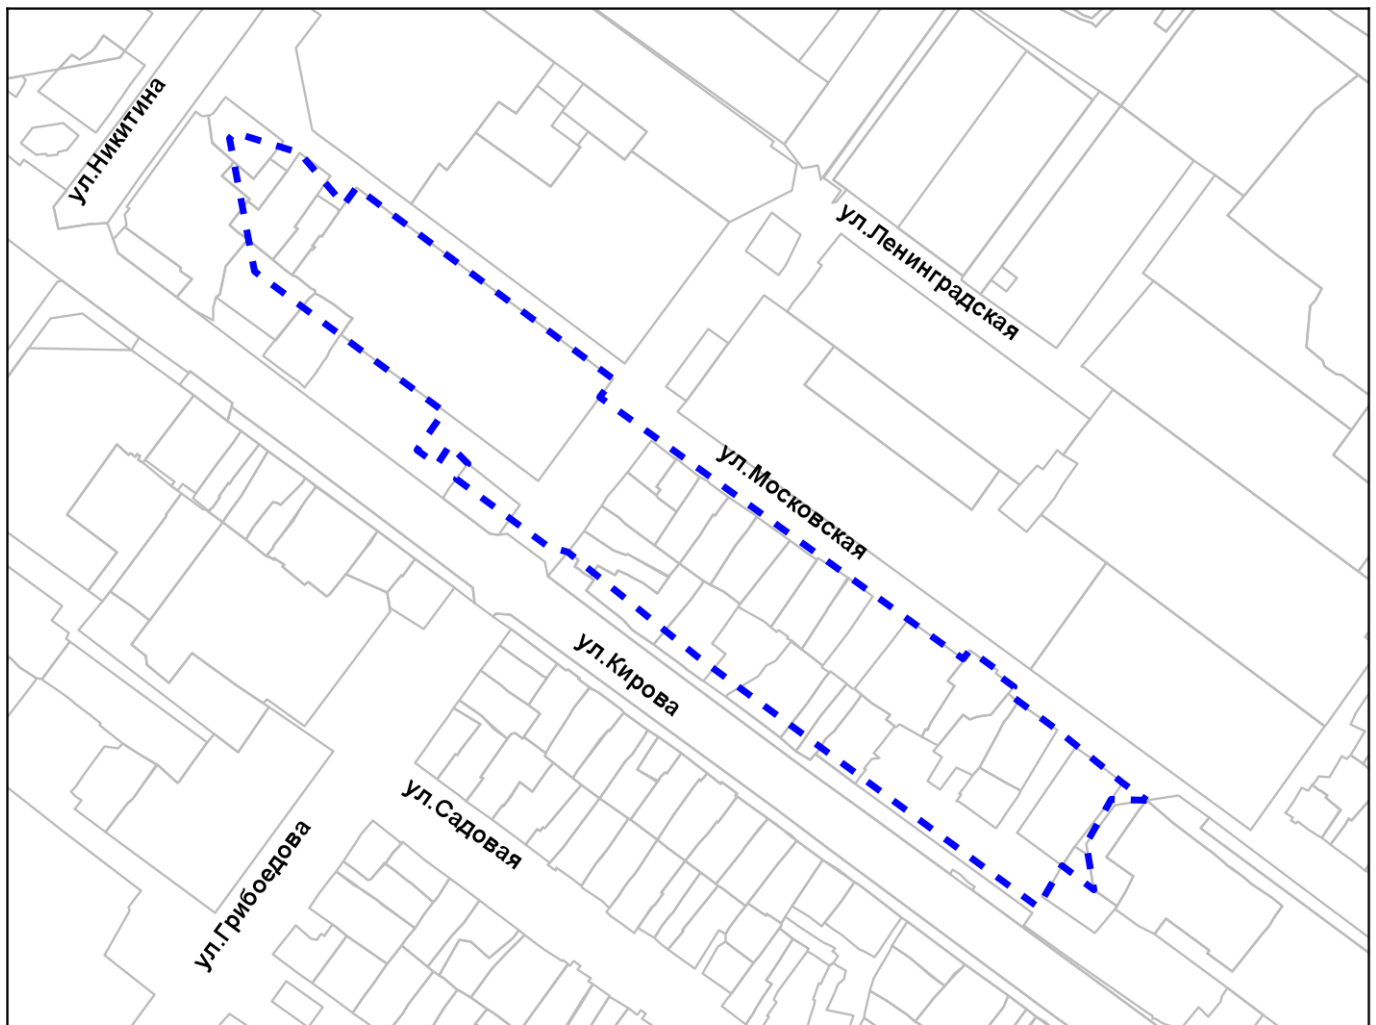 ул.Никитина
ул.Ленинградская
ул.Московская
ул.Кирова
ул.Садовая
ул.Грибоедова